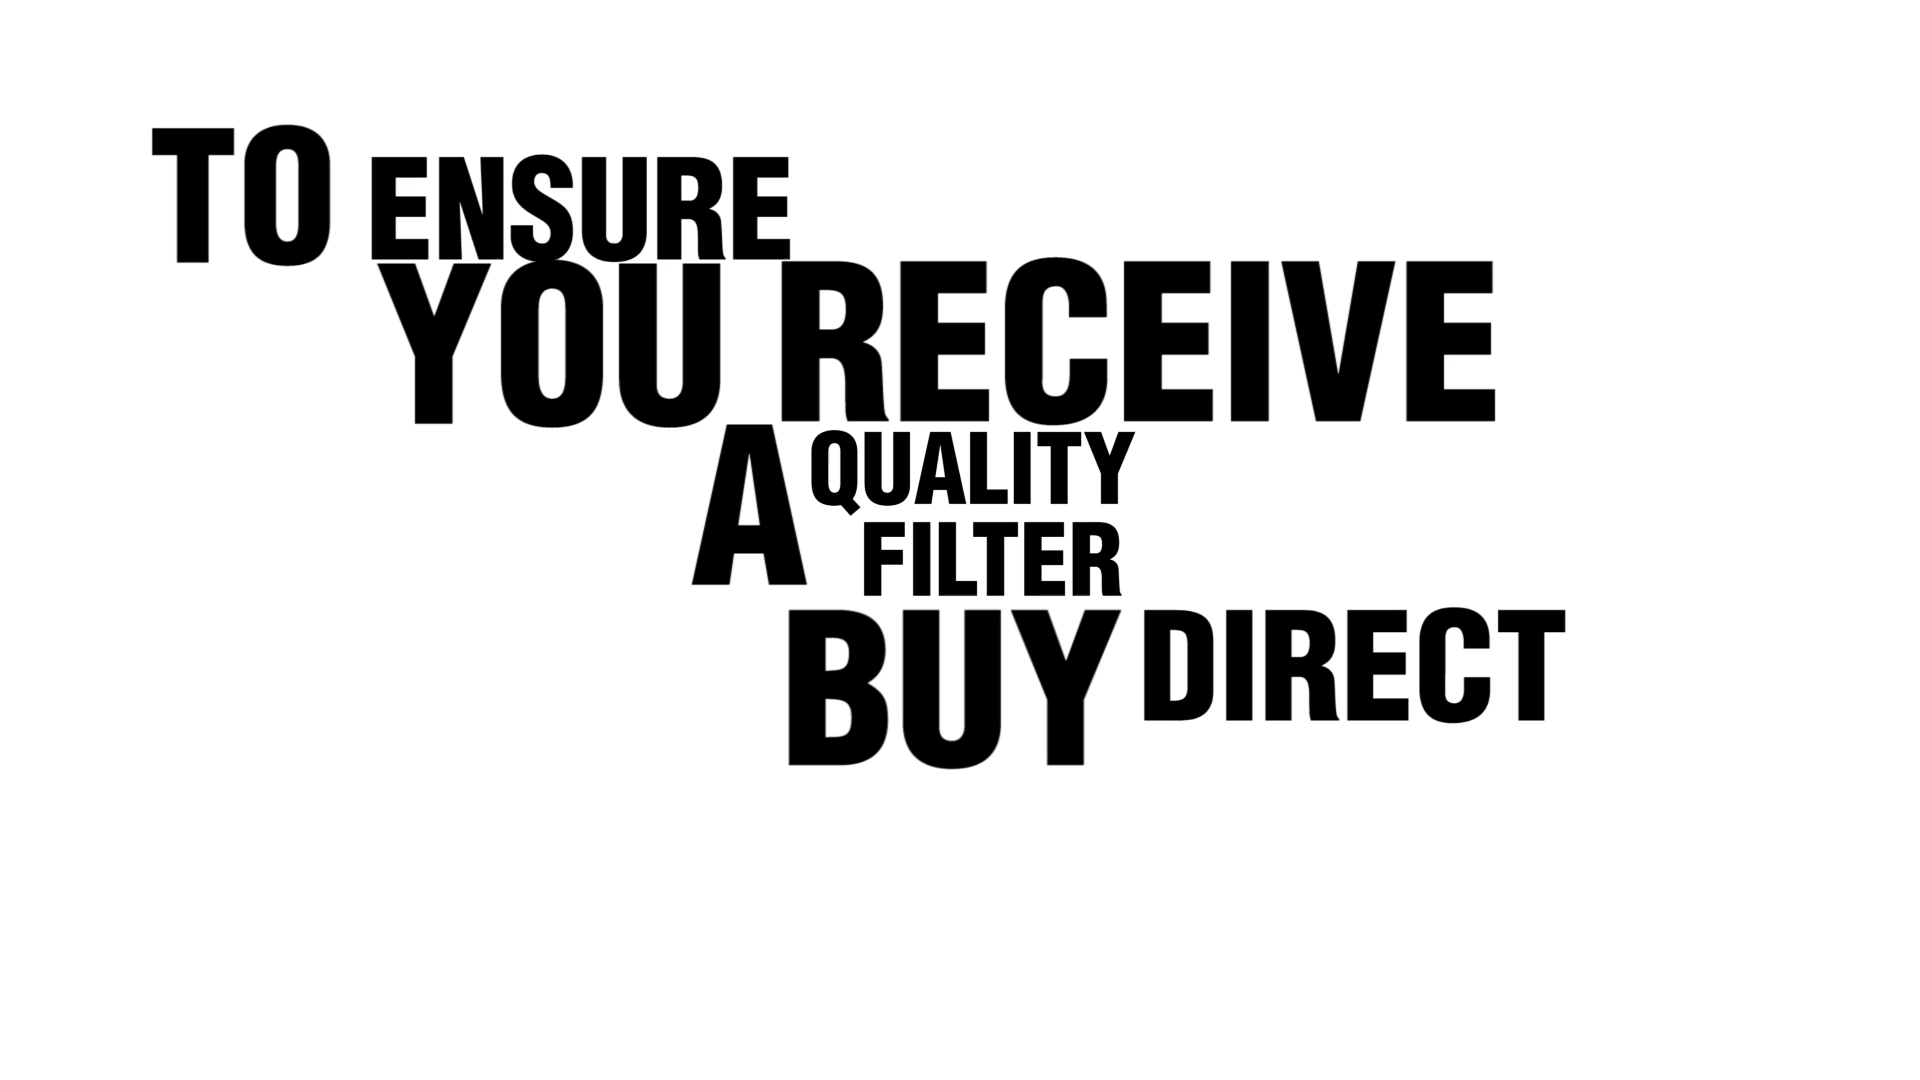 TO ENSURE
YOU RECEIVE
A QUALITY
FILTER
BUY DIRECT